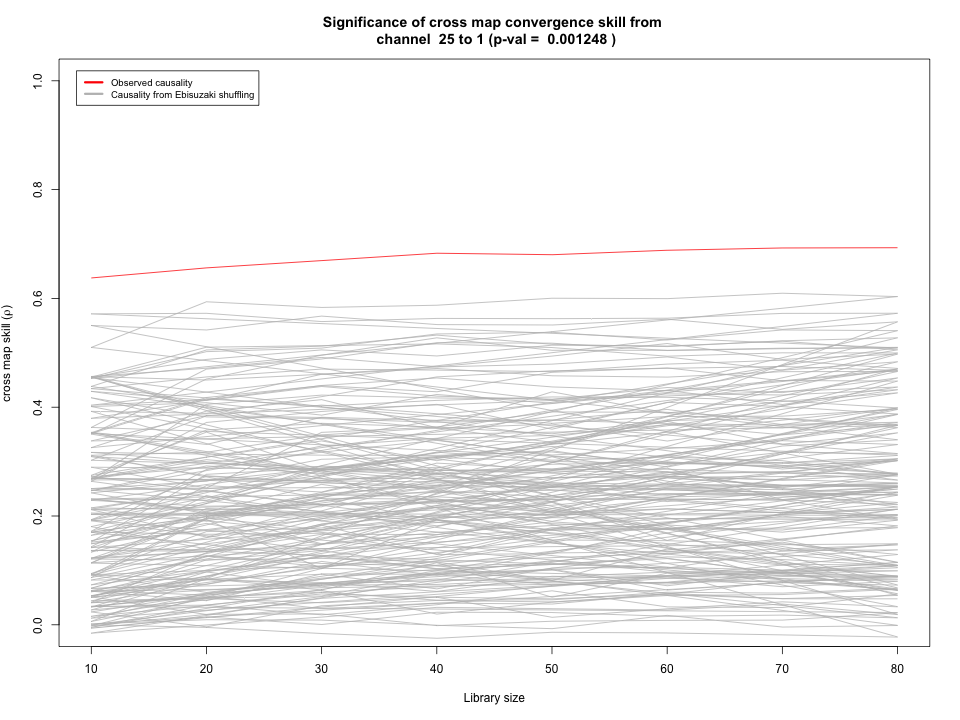 Significance of cross map convergence skill from
channel  25 to 1 (p-val =  0.001248 )
Observed causality
Causality from Ebisuzaki shuffling
cross map skill (ρ)
1.0
0.8
0.6
0.4
0.2
0.0
10 20 30 40 50 60 70 80
Library size